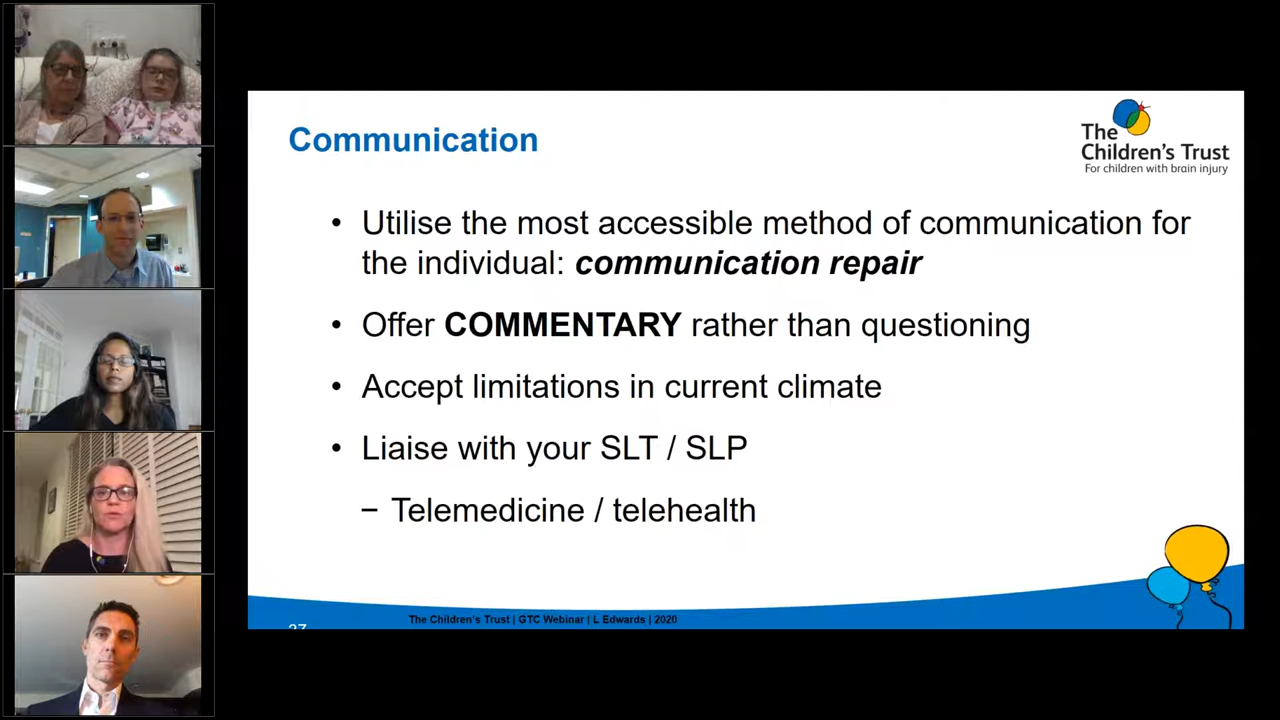 Communication
The
Children's Trust
For children with brain injury
• Utilise the most accessible method of communication for
the individual: communication repair
• Offer COMMENTARY rather than questioning
• Accept limitations in current climate
• Liaise with your SLT / SLP
– Telemedicine / telehealth
The Children's Trust | GTC Webinar | L Edwards | 2020